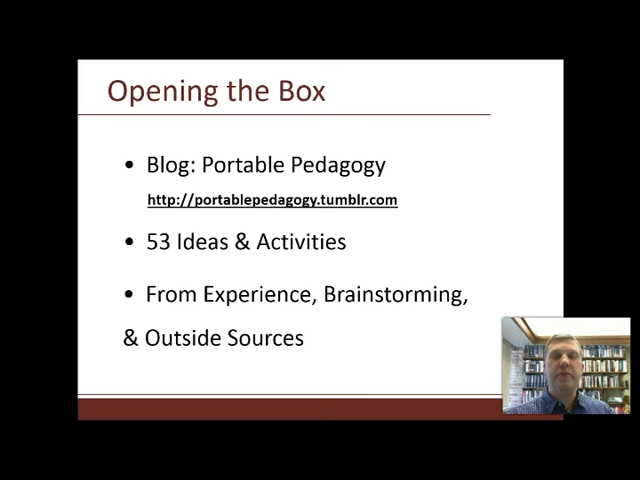 Opening the Box
• Blog: Portable Pedagogy
http://portablepedagogy.tumblr.com
• 53 Ideas & Activities
• From Experience, Brainstorming,
& Outside Sources